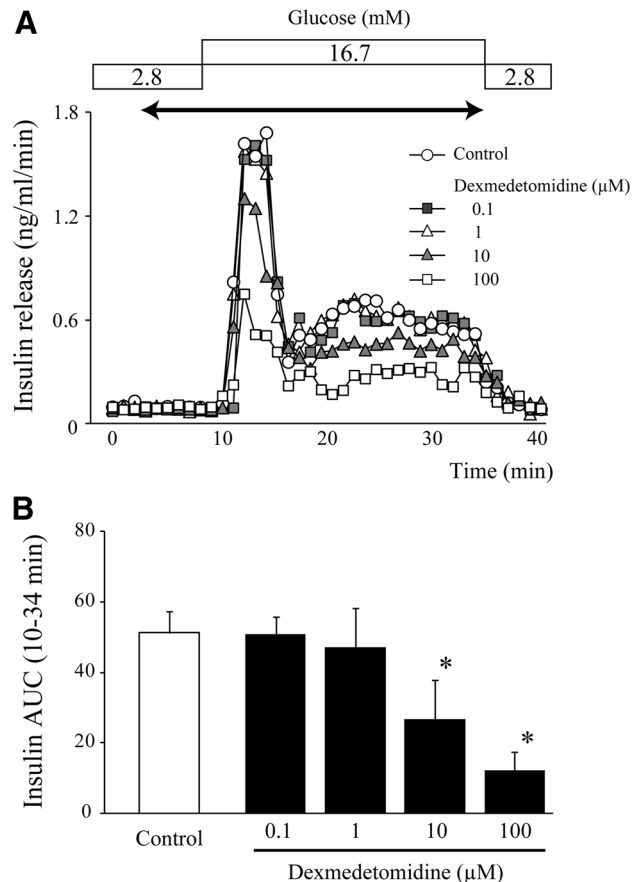 A
Glucose (mM)
16.7
2.8
2.8
1.8
1.2
0.6
0
Insulin release (ng/ml/min)
Control
Dexmedetomidine (µM)
0.1
1
10
100
0 10 20 30 40
Time (min)
B
80
60
40
20
0
Insulin AUC (10-34 min)
*
*
Control 0.1 1 10 100
Dexmedetomidine (µM)